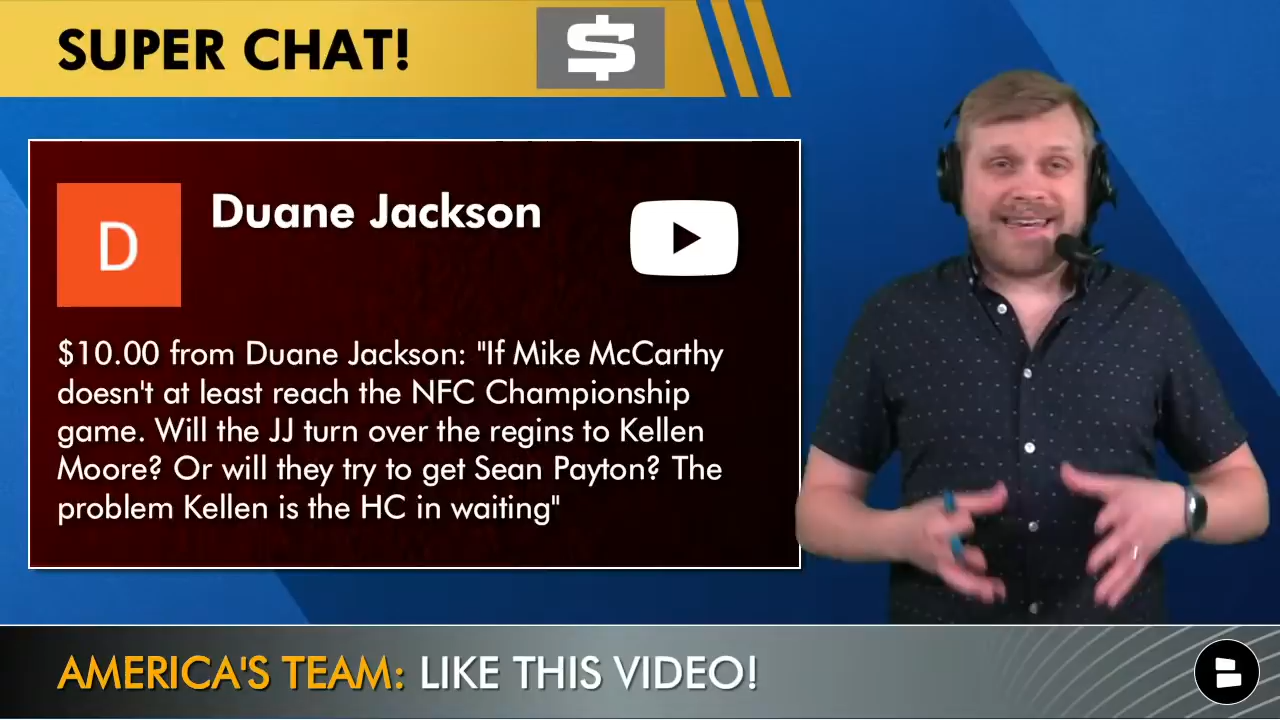 SUPER CHAT!
$
D
Duane Jackson
$10.00 from Duane Jackson: "If Mike McCarthy
doesn't at least reach the NFC Championship
game. Will the JJ turn over the regins to Kellen
Moore? Or will they try to get Sean Payton? The
problem Kellen is the HC in waiting"
AMERICA'S TEAM: LIKE THIS VIDEO!